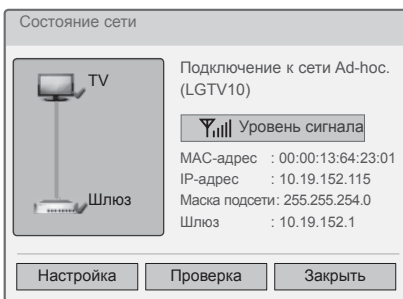 Состояние сети
TV
Шлюз
Подключение к сети Ad-hoc.
(LGTV10)
Уровень сигнала
MAC-адрес : 00:00:13:64:23:01
IP-адрес : 10.19.152.115
Маска подсети: 255.255.254.0
Шлюз : 10.19.152.1
Настройка Проверка Закрыть